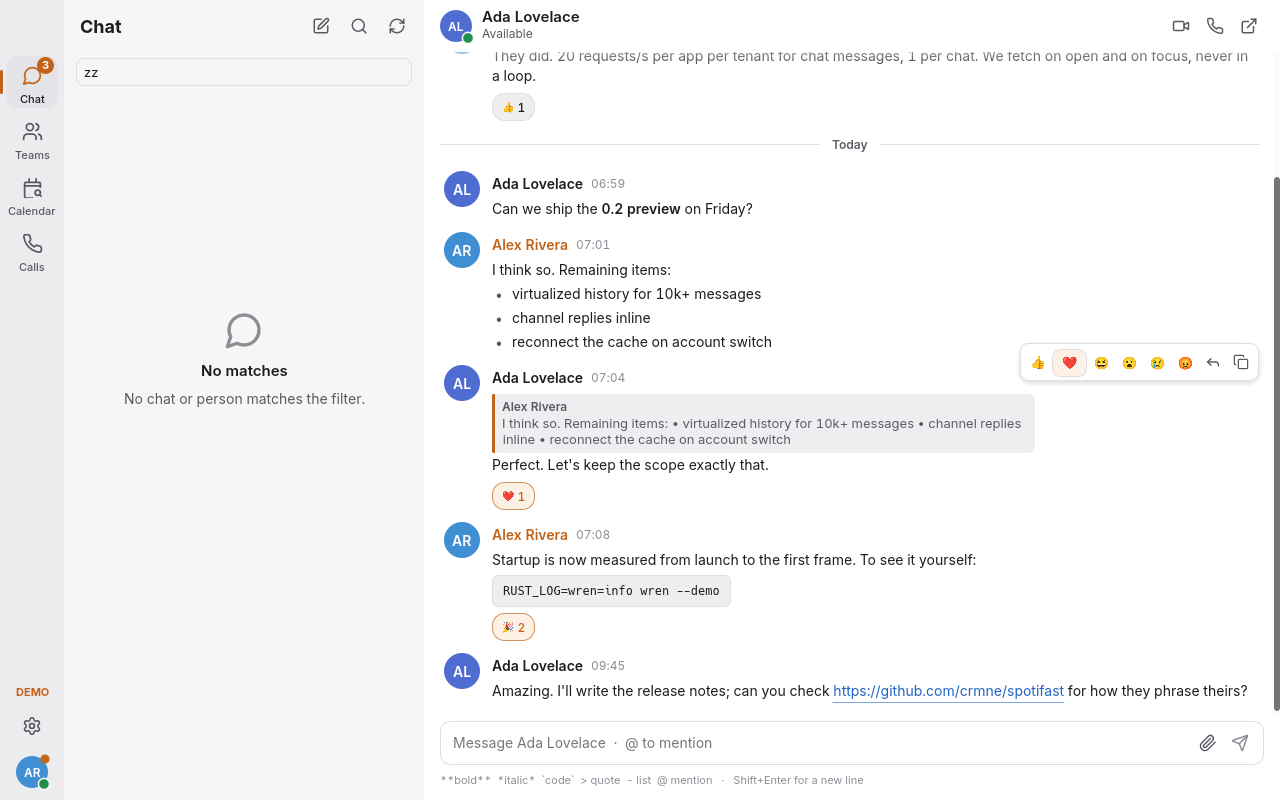 Chat
zz
3
Chat
Teams
Calendar
Calls
No matches
No chat or person matches the filter.
DEMO
AR
AL
Ada Lovelace
Available
They did. 20 requests/s per app per tenant for chat messages, 1 per chat. We fetch on open and on focus, never in
a loop.
👍 1
Today
AL
Ada Lovelace 06:59
Can we ship the 0.2 preview on Friday?
AR
Alex Rivera 07:01
I think so. Remaining items:
• virtualized history for 10k+ messages
• channel replies inline
• reconnect the cache on account switch
👍 ❤️ 😆 😮 😢 😡
AL
Ada Lovelace 07:04
Alex Rivera
I think so. Remaining items: • virtualized history for 10k+ messages • channel replies
inline • reconnect the cache on account switch
Perfect. Let's keep the scope exactly that.
❤️ 1
AR
Alex Rivera 07:08
Startup is now measured from launch to the first frame. To see it yourself:
RUST_LOG=wren=info wren --demo
🎉 2
AL
Ada Lovelace 09:45
Amazing. I'll write the release notes; can you check https://github.com/crmne/spotifast for how they phrase theirs?
Message Ada Lovelace · @ to mention
**bold** *italic* `code` > quote - list @ mention · Shift+Enter for a new line